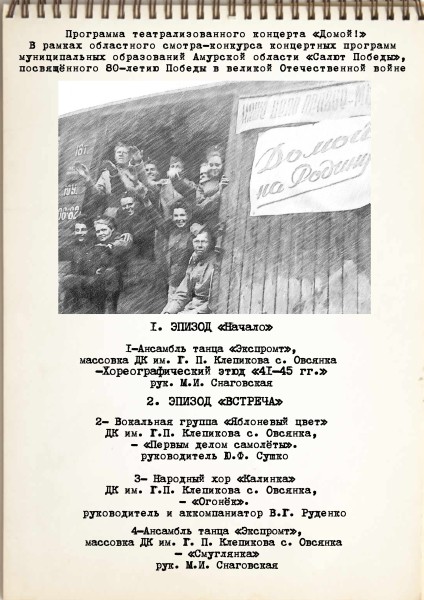 Программа театрализованного концерта «Домой!»
В рамках областного смотра-конкурса концертных программ
муниципальных образований Амурской области «Салют Победы»,
посвящённого 80-летию Победы в великой Отечественной войне
НАШЕ ДЕЛО ПРАВОЕ-МЫ
Домой
на Родину
1. ЭПИЗОД «Начало»
1-Ансамбль танца «Экспромт»,
массовка ДК им. Г. П. Клепикова с. Овсянка
-Хореографический этюд «41-45 гг.»
рук. М.И. Снаговская
2. ЭПИЗОД «ВСТРЕЧА»
2- Вокальная группа «Яблоневый цвет»
ДК им. Г.П. Клепикова с. Овсянка,
- «Первым делом самолёты».
руководитель Ю.Ф. Сушко
3- Народный хор «Калинка»
ДК им. Г.П. Клепикова с. Овсянка,
- «Огонёк».
руководитель и аккомпаниатор В.Г. Руденко
4-Ансамбль танца «Экспромт»,
массовка ДК им. Г. П. Клепикова с. Овсянка
- «Смуглянка»
рук. М.И. Снаговская